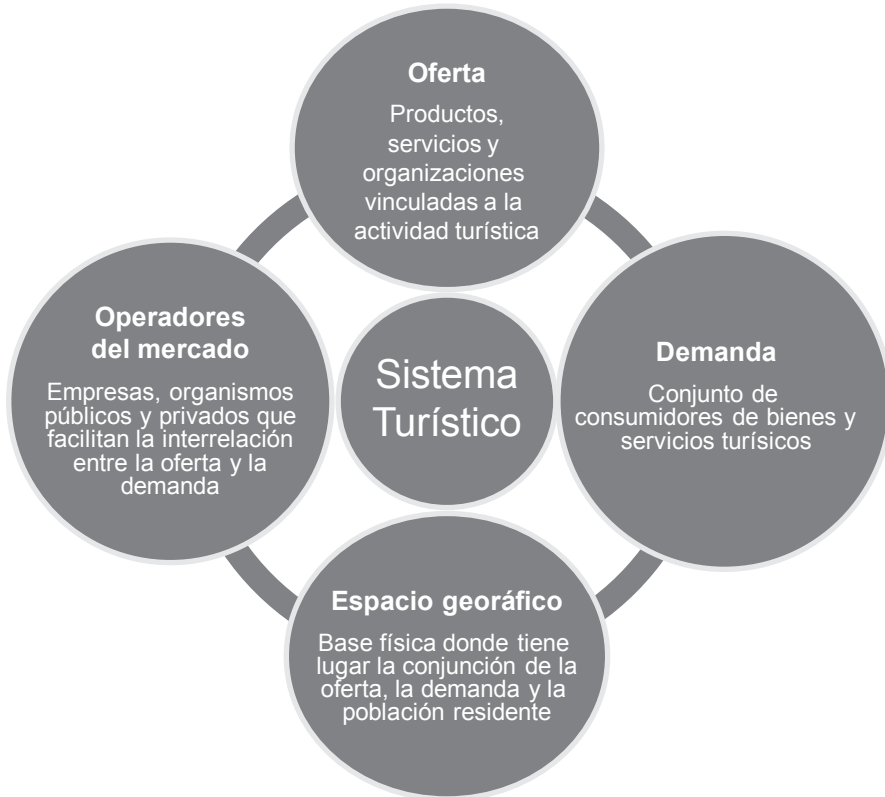 Oferta
Productos,
servicios y
organizaciones
vinculadas a la
actividad turística
Operadores
del mercado
Empresas, organismos
públicos y privados que
facilitan la interrelación
entre la oferta y la
demanda
Sistema
Turístico
Demanda
Conjunto de
consumidores de bienes y
servicios turísicos
Espacio georáfico
Base física donde tiene
lugar la conjunción de la
oferta, la demanda y la
población residente